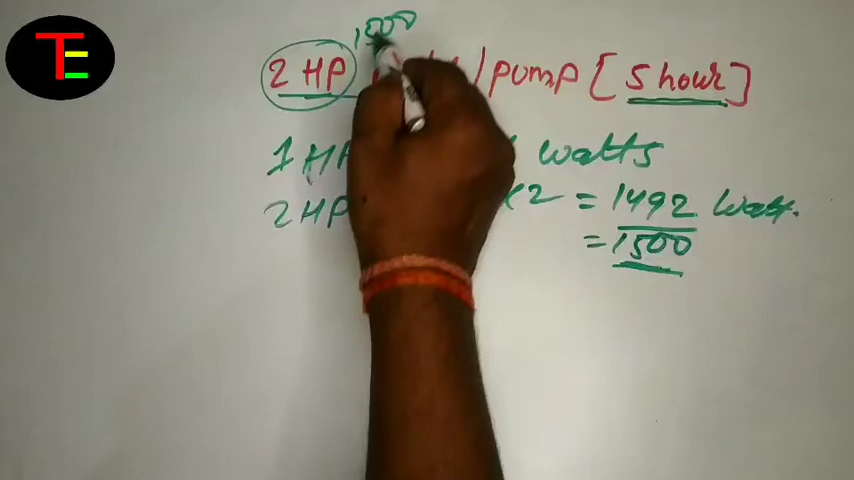 TE
1500
2 HP /pump [5 hour]
1 HP watts
2 HP x2 = 1492 watt.
= 1500